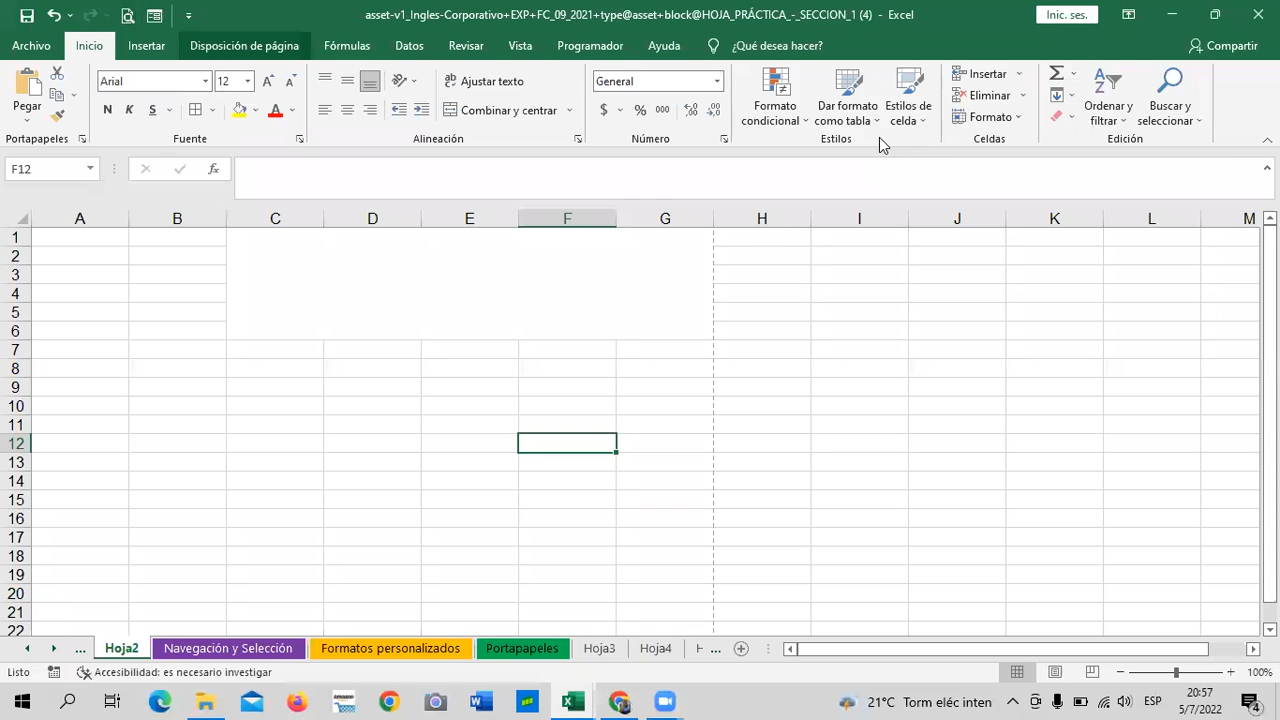 asset-v1_Ingles-Corporativo+EXP+FC_09_2021+type@asset+block@HOJA_PRÁCTICA_-_SECCION_1 (4) - Excel
Inic. ses.
Archivo Inicio Insertar Disposición de página Fórmulas Datos Revisar Vista Programador Ayuda ¿Qué desea hacer? Compartir
Pegar
Arial 12
N K S
Ajustar texto
Combinar y centrar
General
$ % 000
Formato condicional
Dar formato como tabla
Estilos de celda
Insertar
Eliminar
Formato
Ordenar y filtrar
Buscar y seleccionar
Portapapeles Fuente Alineación Número Estilos Celdas Edición
F12 fx
A B C D E F G H I J K L M
1
2
3
4
5
6
7
8
9
10
11
12
13
14
15
16
17
18
19
20
21
22
... Hoja2 Navegación y Selección Formatos personalizados Portapapeles Hoja3 Hoja4 ...
Listo Accesibilidad: es necesario investigar 100%
21°C Torm eléc inten ESP 20:57
5/7/2022 4